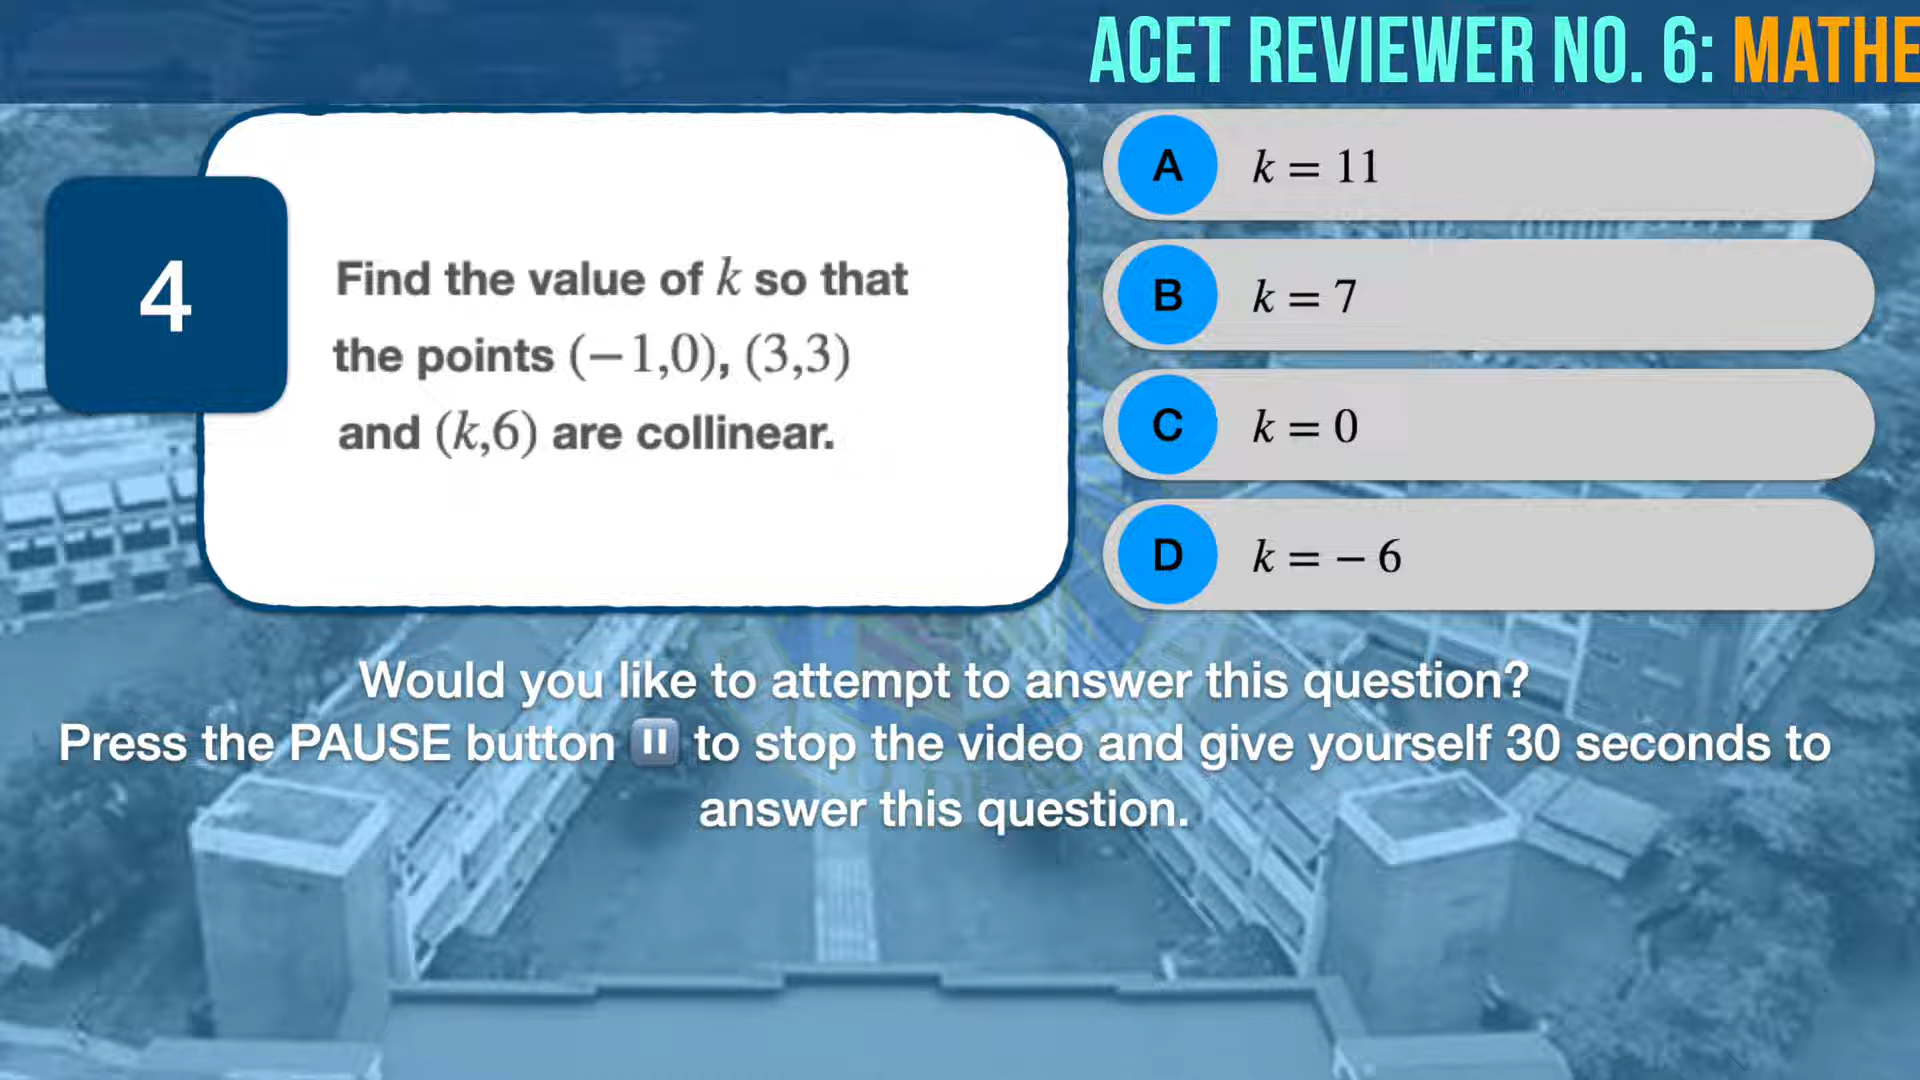 ACET REVIEWER NO. 6: MATHE
4
Find the value of k so that
the points (−1,0), (3,3)
and (k,6) are collinear.
A k = 11
B k = 7
C k = 0
D k = − 6
Would you like to attempt to answer this question?
Press the PAUSE button ⏸ to stop the video and give yourself 30 seconds to
answer this question.